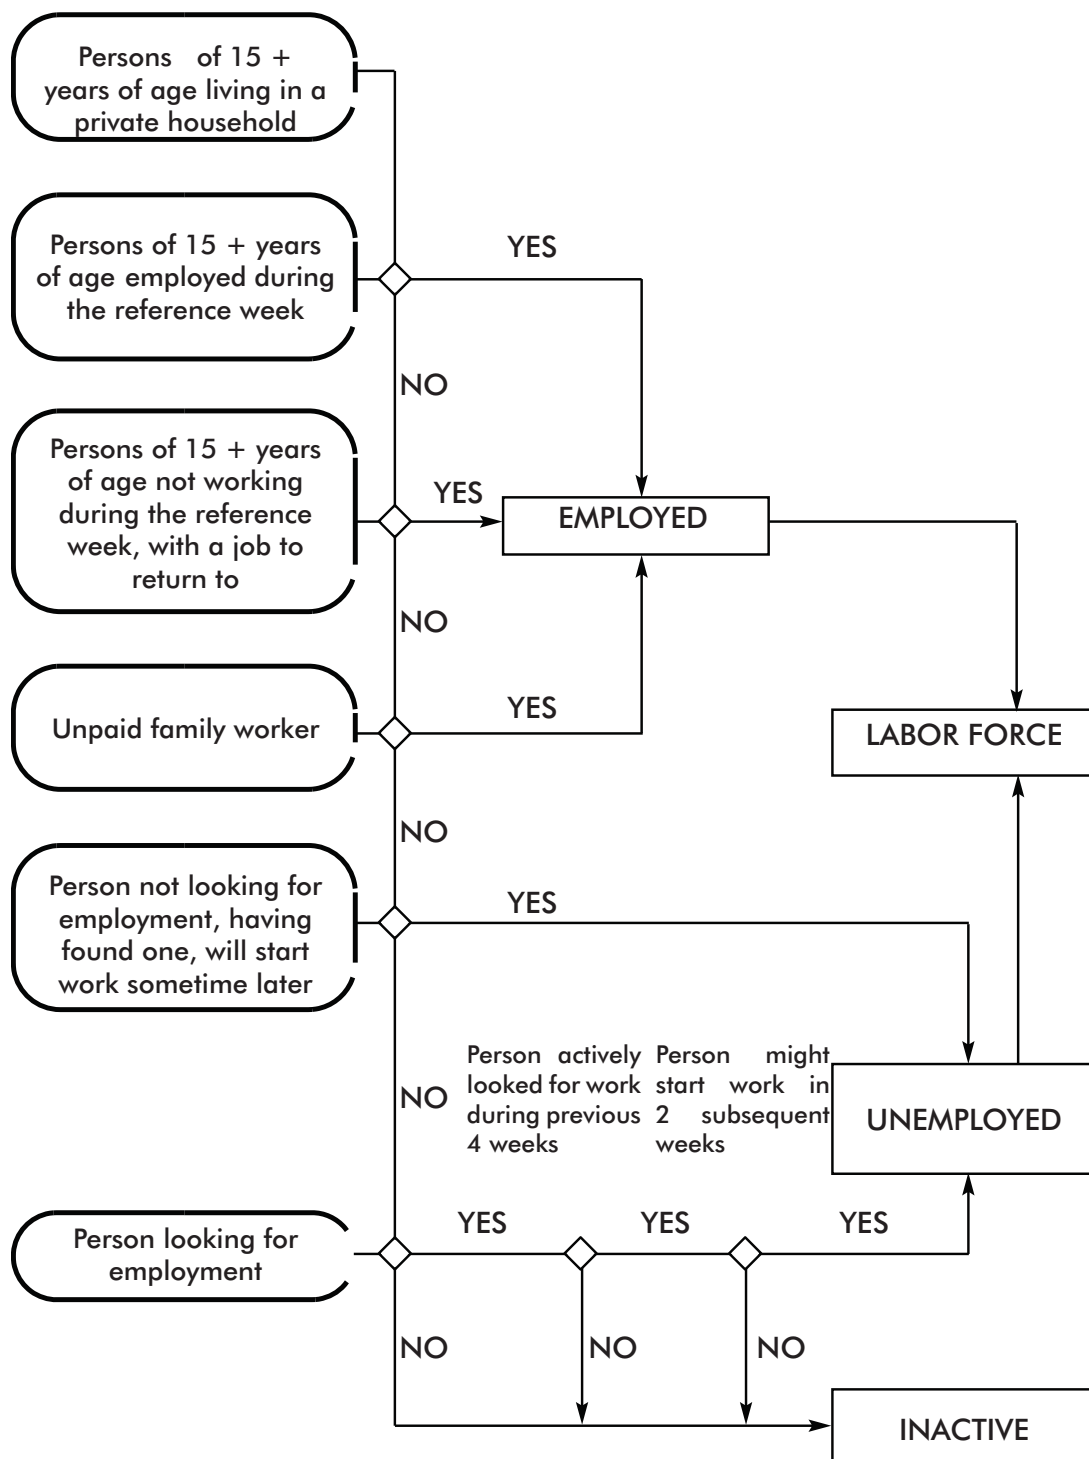 Persons of 15 +
years of age living in a
private household
Persons of 15 + years
of age employed during
the reference week
YES
NO
Persons of 15 + years
of age not working
during the reference
week, with a job to
return to
YES
EMPLOYED
NO
Unpaid family worker
YES
LABOR FORCE
NO
Person not looking for
employment, having
found one, will start
work sometime later
YES
NO
Person actively
looked for work
during previous
4 weeks
Person might
start work in
2 subsequent
weeks
UNEMPLOYED
Person looking for
employment
YES
YES
YES
NO
NO
NO
INACTIVE